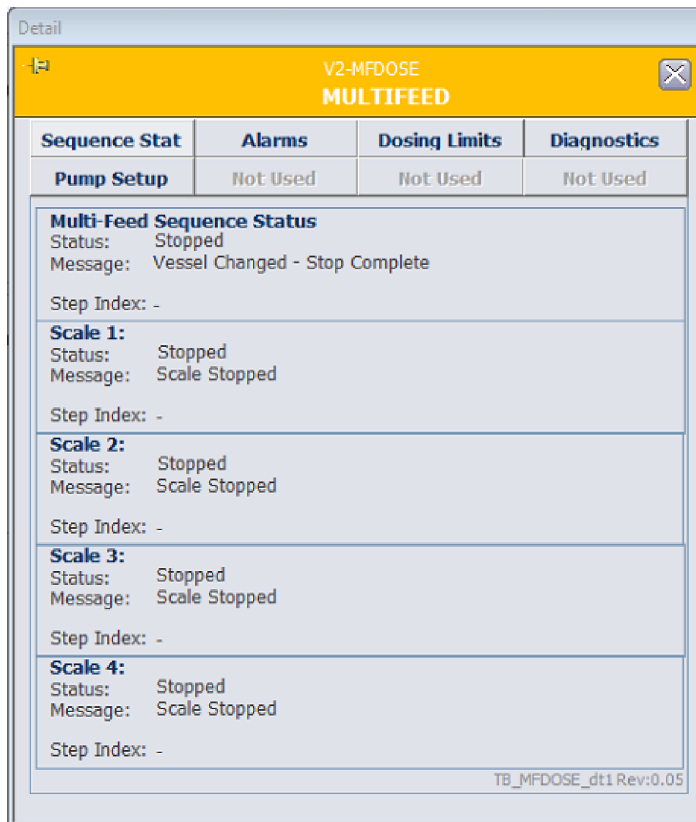 Detail
V2-MFDOSE
MULTIFEED
Sequence Stat Alarms Dosing Limits Diagnostics
Pump Setup Not Used Not Used Not Used
Multi-Feed Sequence Status
Status: Stopped
Message: Vessel Changed - Stop Complete
Step Index: -
Scale 1:
Status: Stopped
Message: Scale Stopped
Step Index: -
Scale 2:
Status: Stopped
Message: Scale Stopped
Step Index: -
Scale 3:
Status: Stopped
Message: Scale Stopped
Step Index: -
Scale 4:
Status: Stopped
Message: Scale Stopped
Step Index: -
TB_MFDOSE_dt1 Rev:0.05